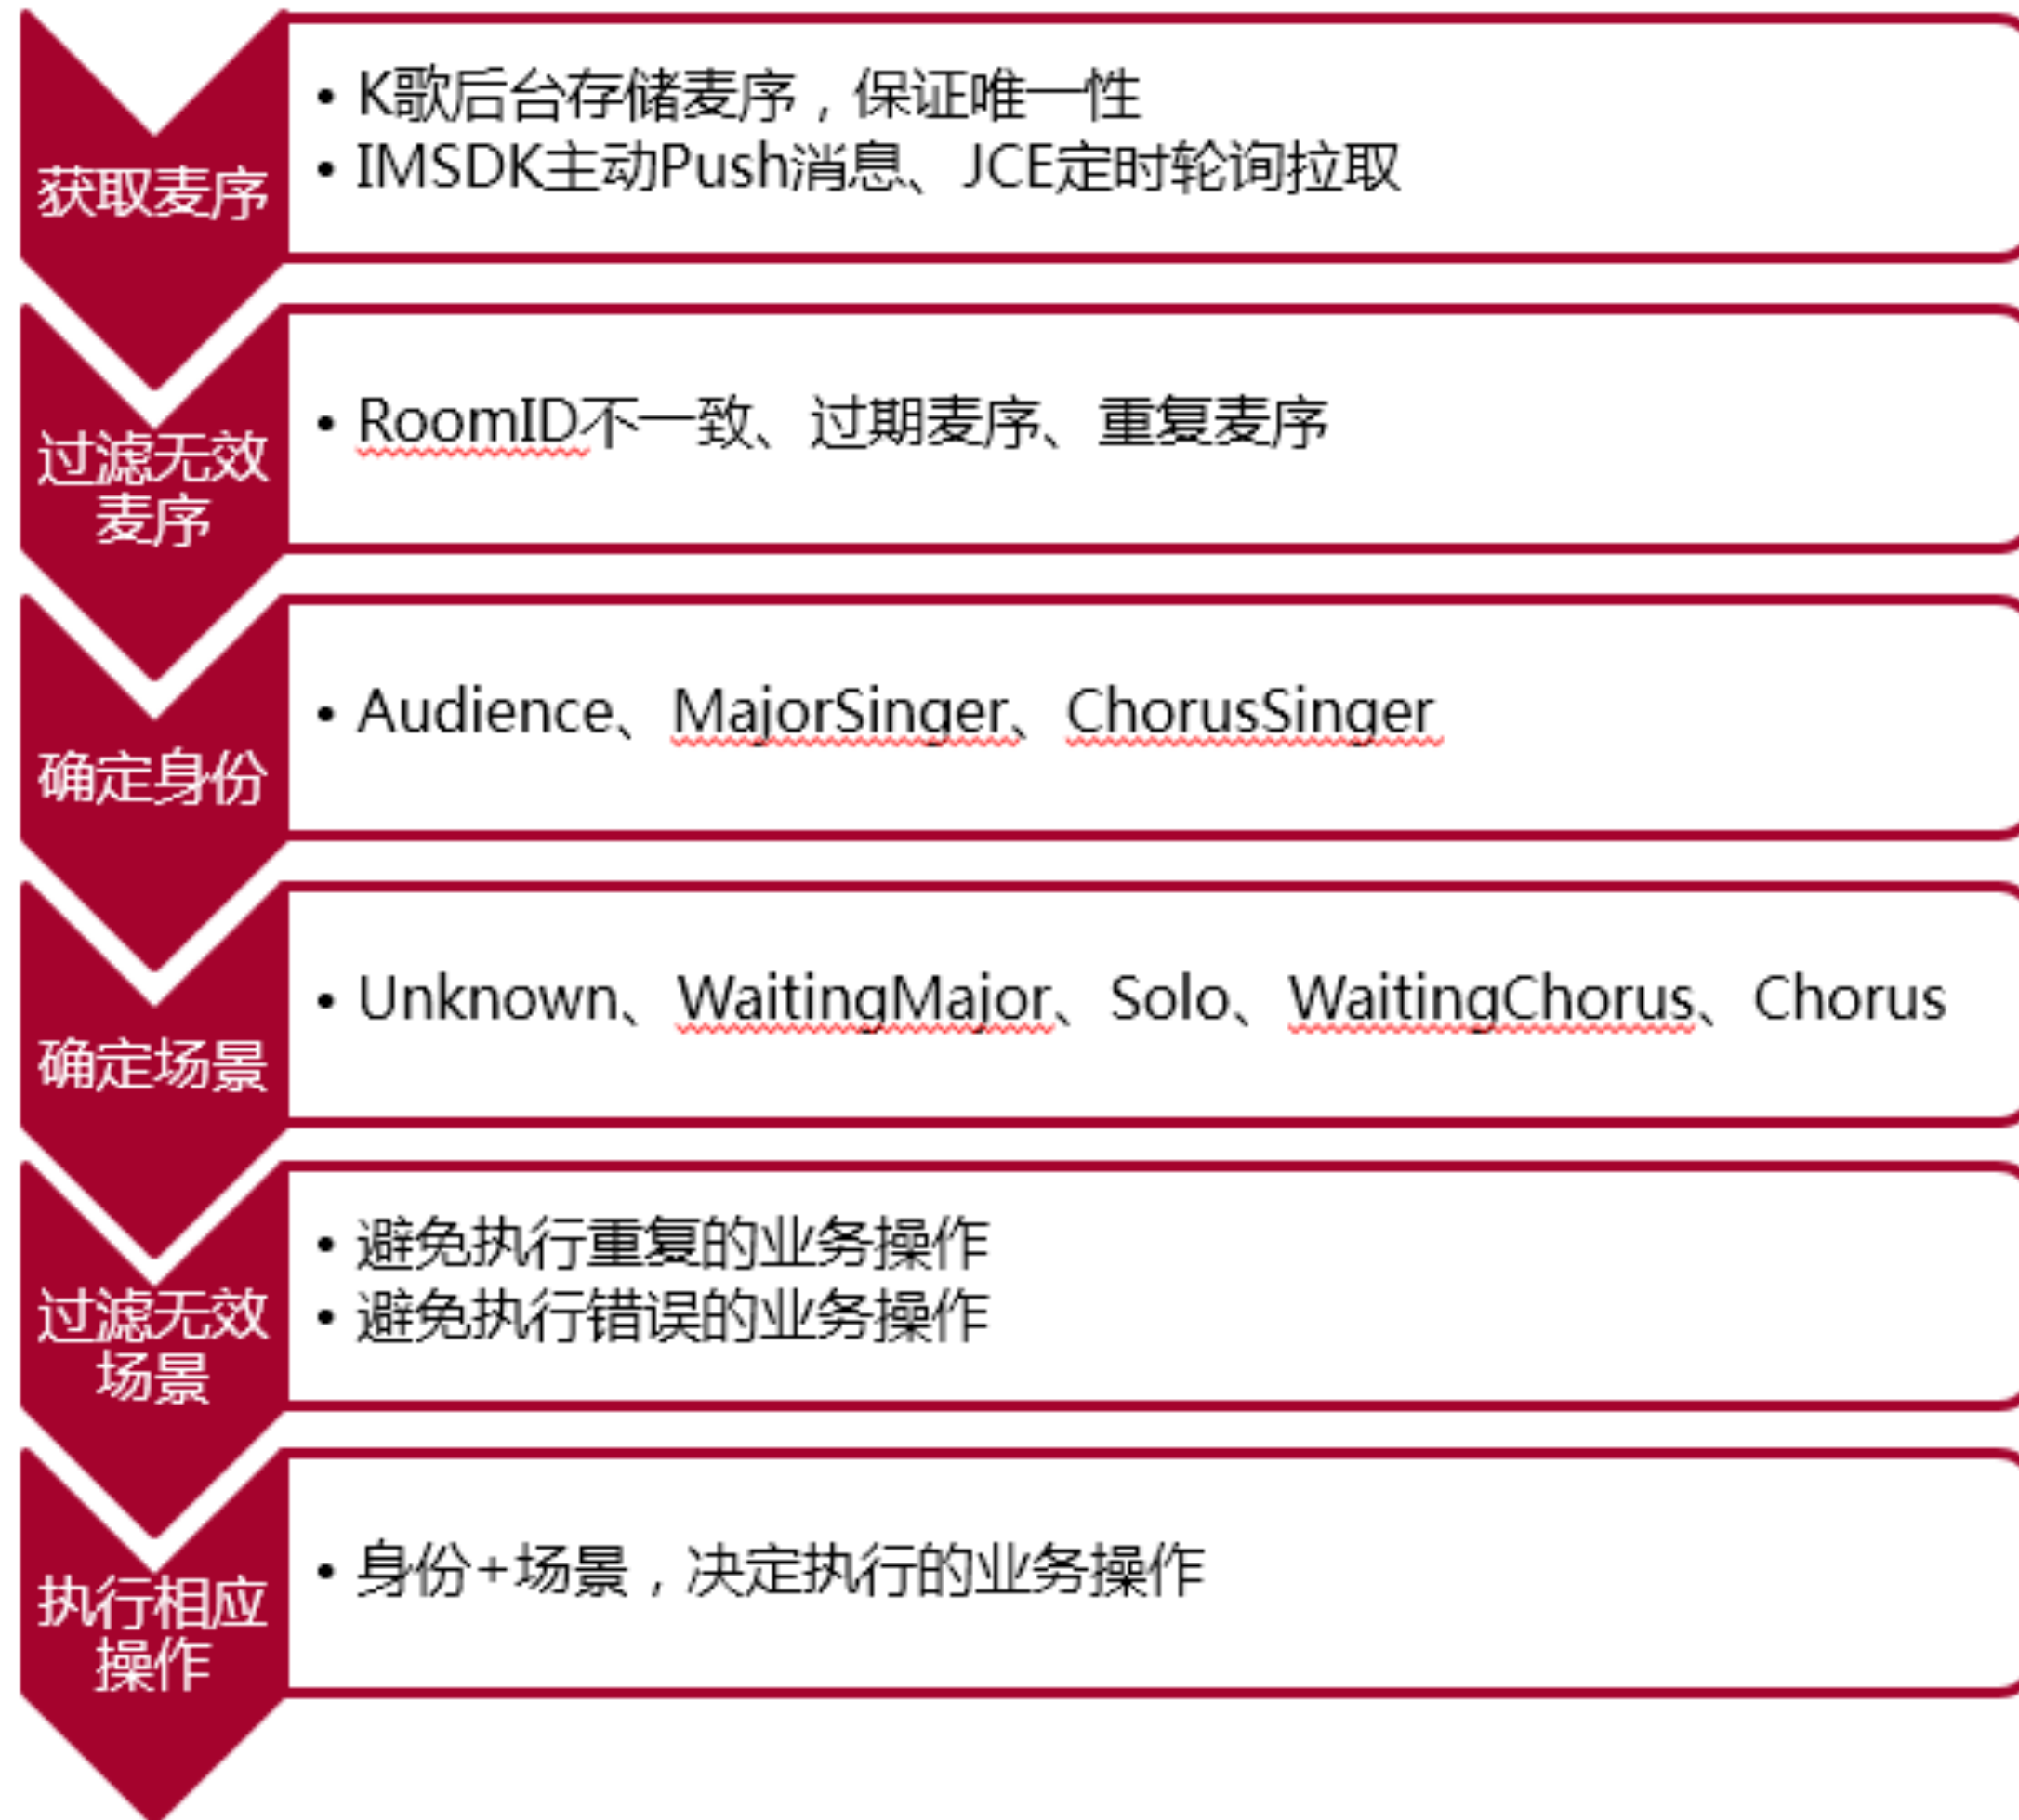 获取麦序
• K歌后台存储麦序，保证唯一性
• IMSDK主动Push消息、JCE定时轮询拉取
过滤无效
麦序
• RoomID不一致、过期麦序、重复麦序
确定身份
• Audience、MajorSinger、ChorusSinger
确定场景
• Unknown、WaitingMajor、Solo、WaitingChorus、Chorus
过滤无效
场景
• 避免执行重复的业务操作
• 避免执行错误的业务操作
执行相应
操作
• 身份+场景，决定执行的业务操作